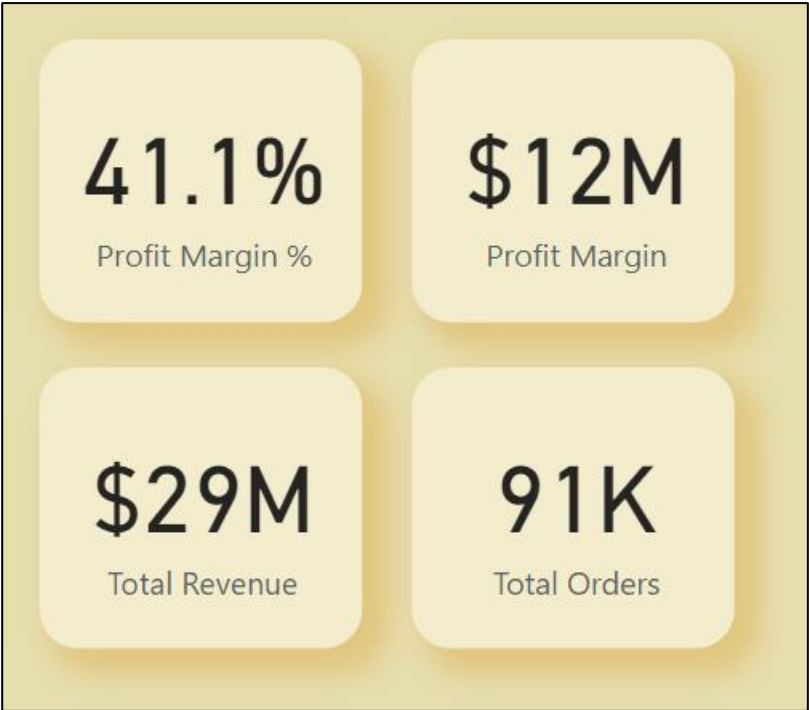 41.1%
Profit Margin %
$12M
Profit Margin
$29M
Total Revenue
91K
Total Orders